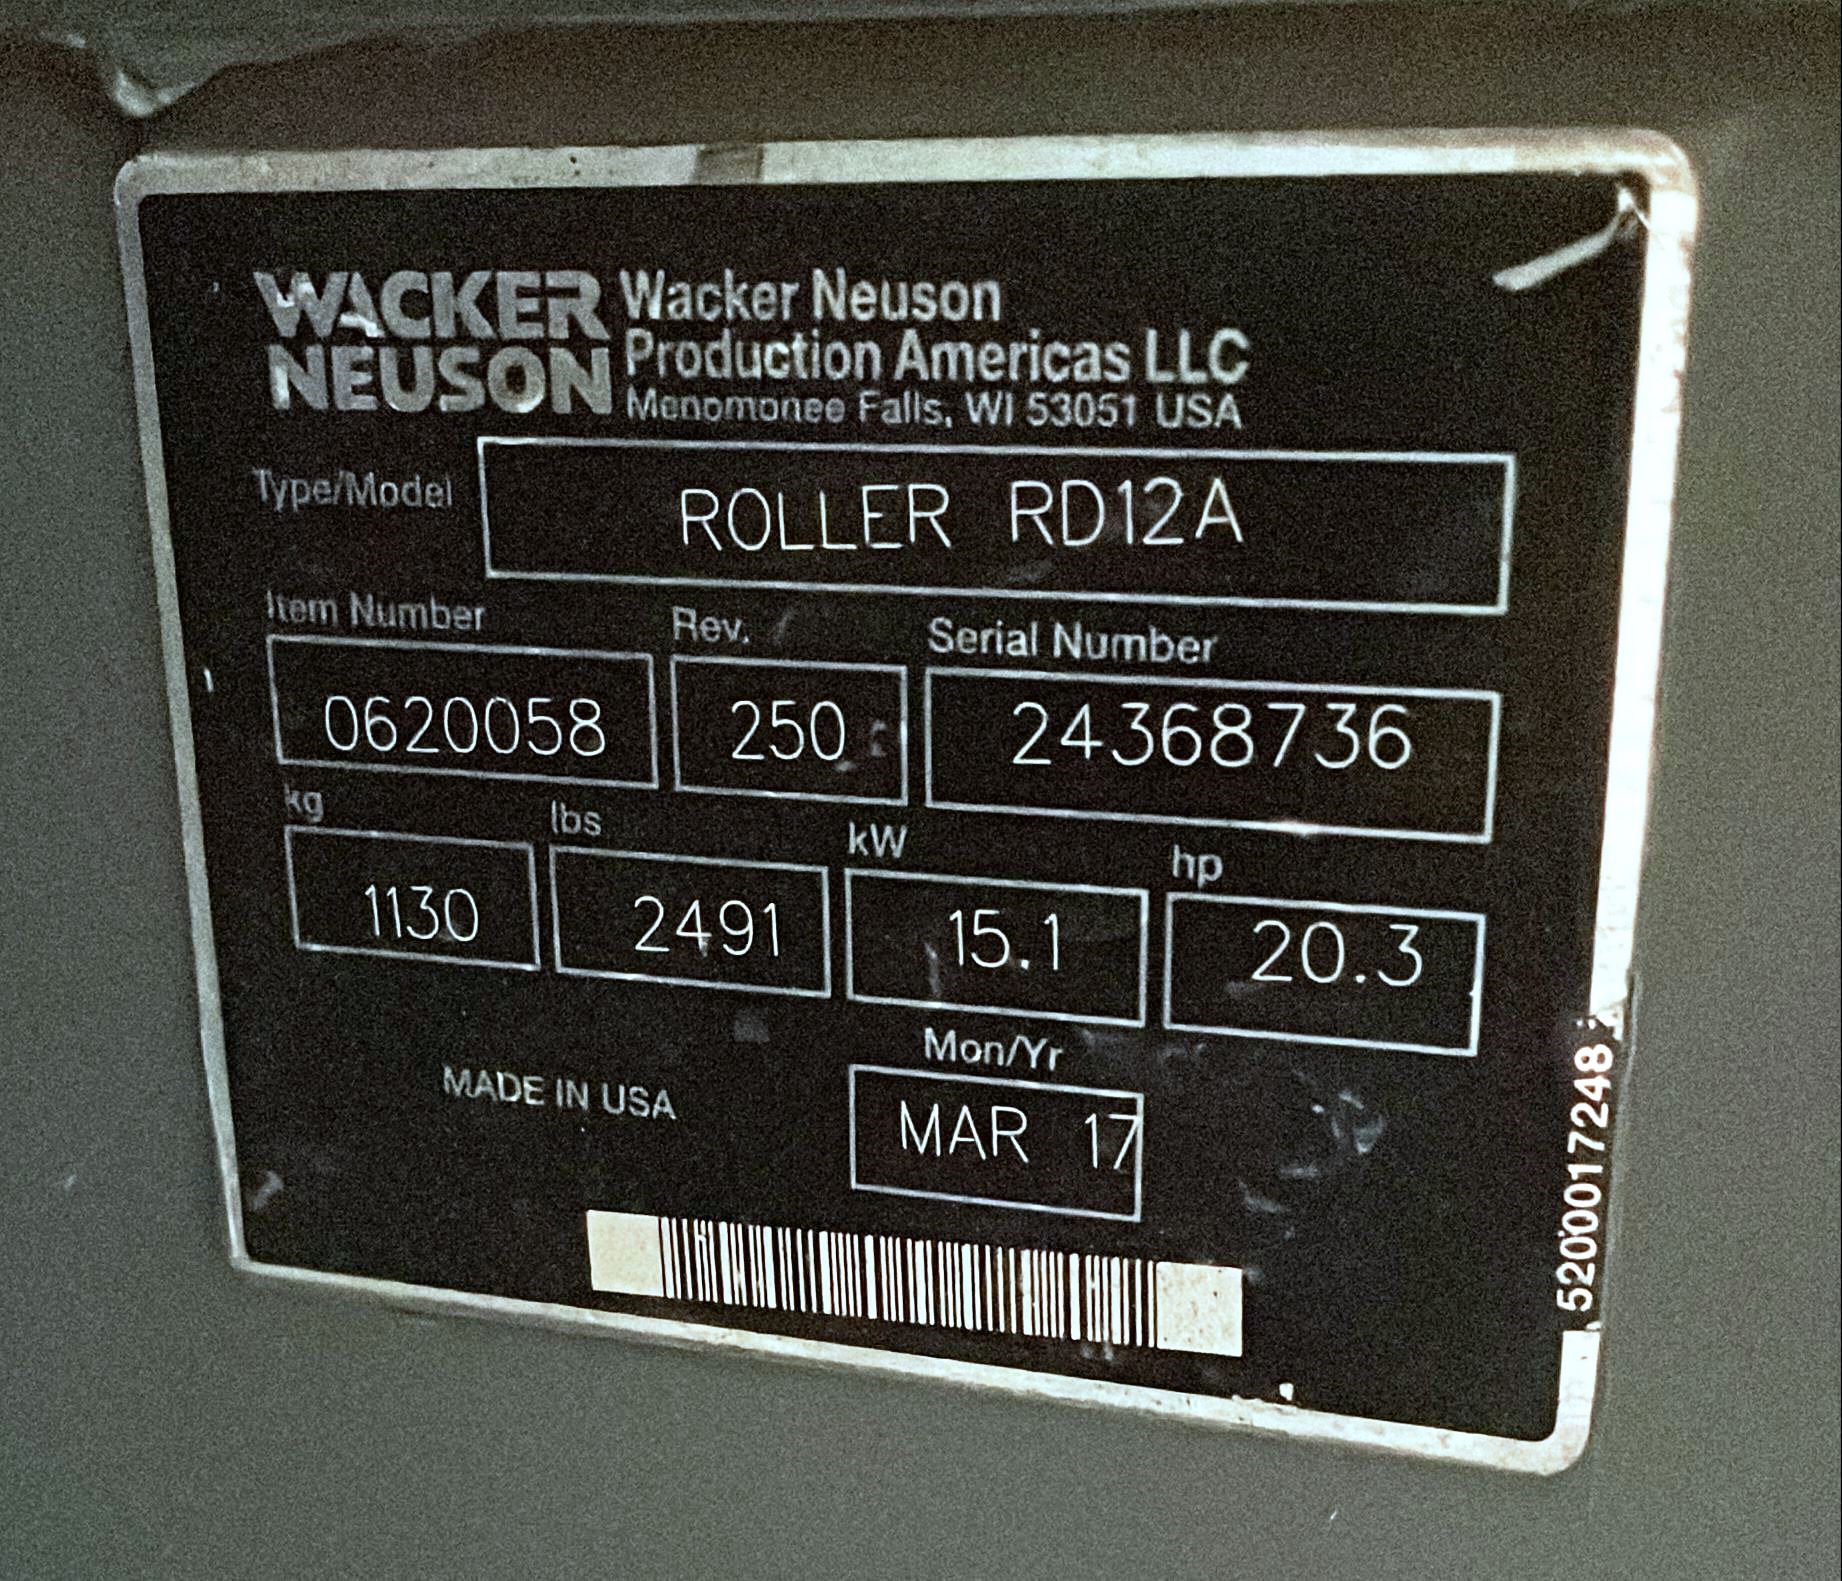 WACKER NEUSON
Wacker Neuson
Production Americas LLC
Menomonee Falls, WI 53051 USA
Type/Model
ROLLER RD12A
Item Number Rev. Serial Number
0620058 250 24368736
kg lbs kW hp
1130 2491 15.1 20.3
Mon/Yr
MADE IN USA
MAR 17
5200017248